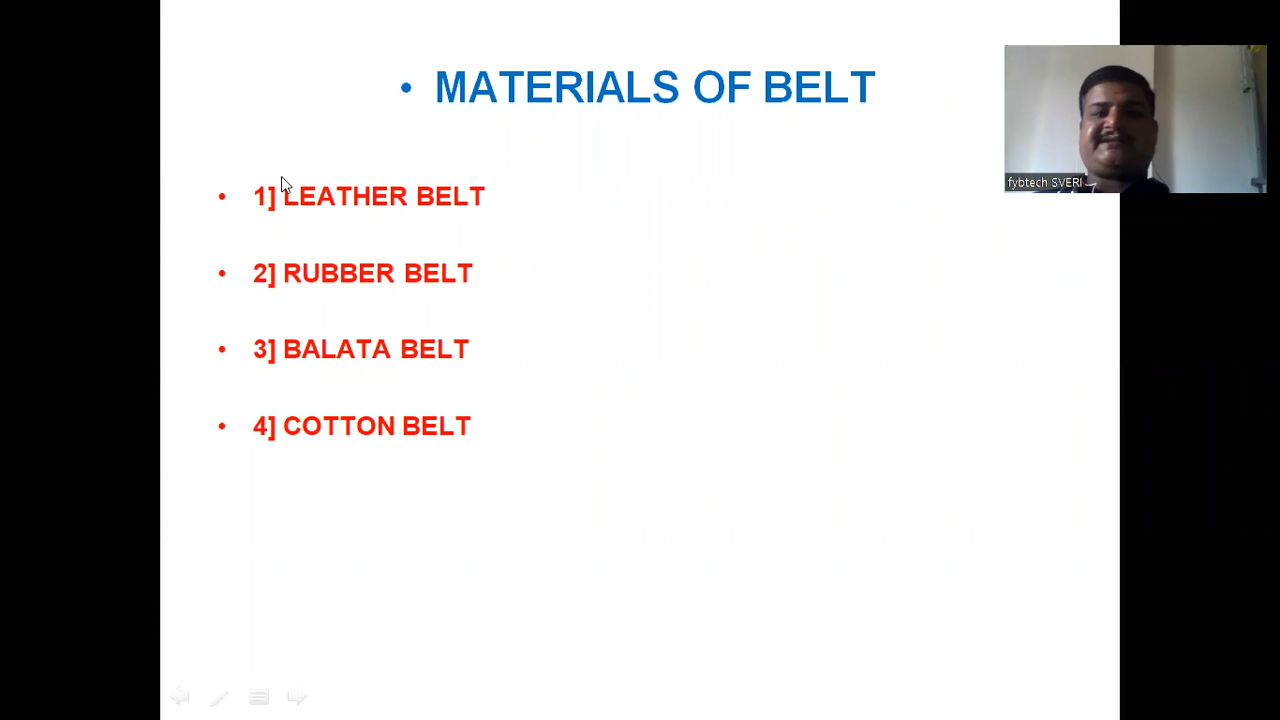 • MATERIALS OF BELT
• 1] LEATHER BELT
• 2] RUBBER BELT
• 3] BALATA BELT
• 4] COTTON BELT
fybtech SVERI